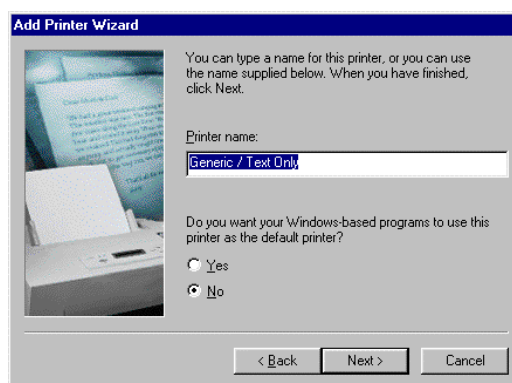 Add Printer Wizard
You can type a name for this printer, or you can use
the name supplied below. When you have finished,
click Next.
Printer name:
Generic / Text Only
Do you want your Windows-based programs to use this
printer as the default printer?
Yes
No
< Back
Next >
Cancel